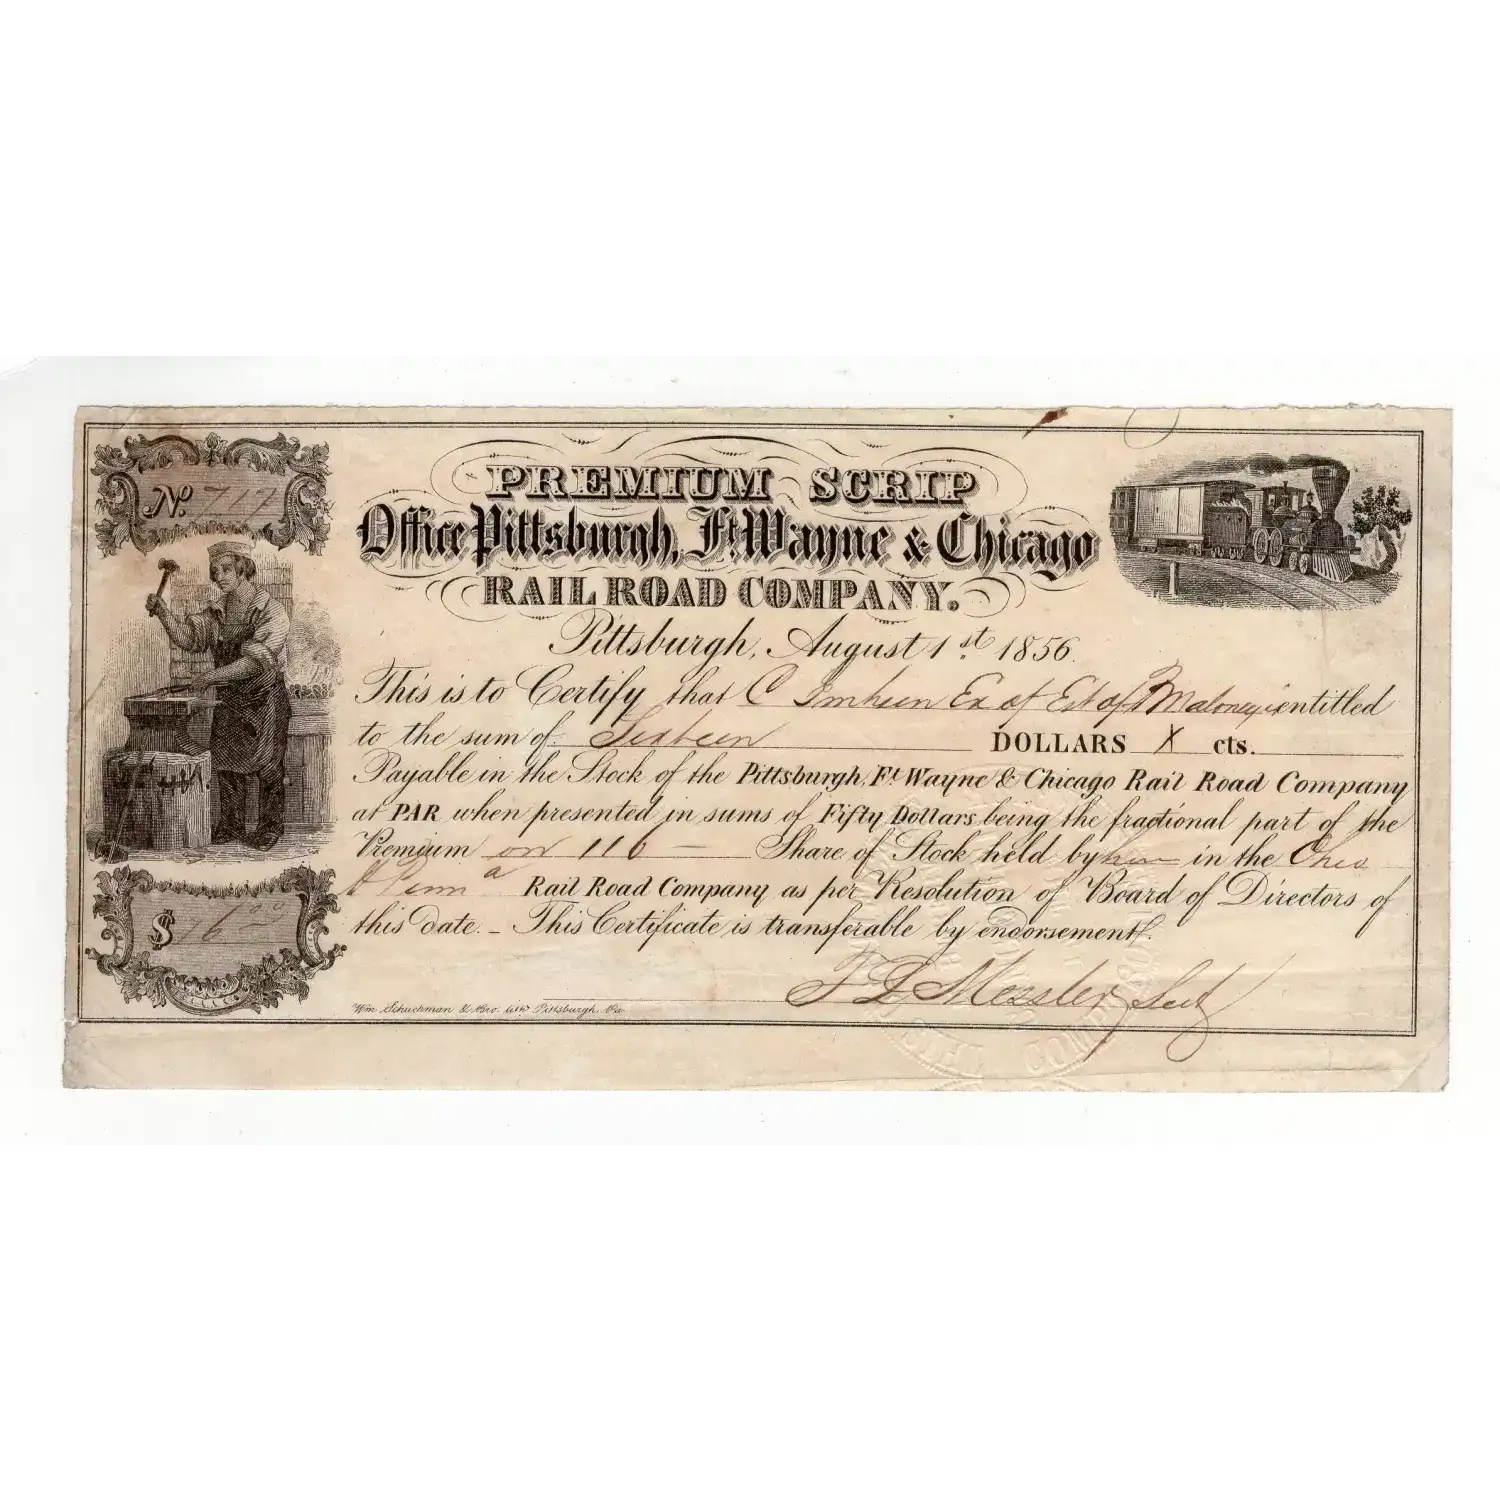 No. 717
PREMIUM SCRIP
Office Pittsburgh, Ft. Wayne & Chicago
RAIL ROAD COMPANY.
Pittsburgh, August 1st. 1856.
This is to Certify that C Imhsen Ex of Est of Maloney is entitled
to the sum of Sixteen DOLLARS X cts.
Payable in the Stock of the Pittsburgh, Ft. Wayne & Chicago Rail Road Company
at PAR when presented in sums of Fifty Dollars being the fractional part of the
Premium on 116 Share of Stock held by him in the Ohio
& Penna Rail Road Company as per Resolution of Board of Directors of
this date. - This Certificate is transferable by endorsement.
$ 16 00
T D Messler Sect
Wm. Schuchman & Bro. lith. Pittsburgh, Pa.